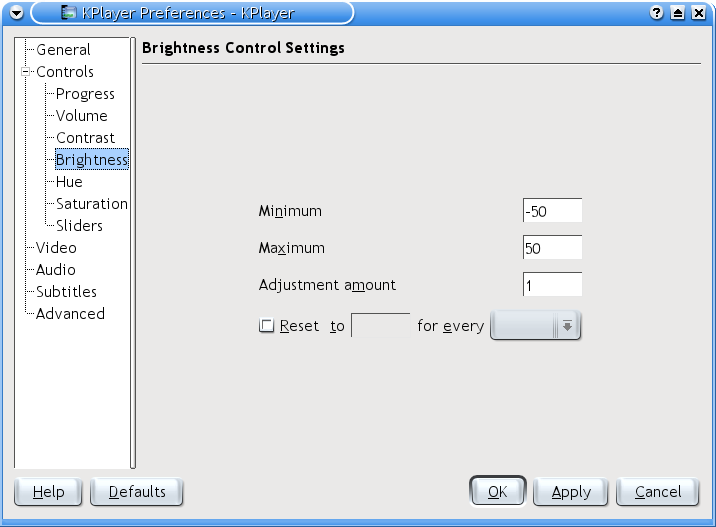 KPlayer Preferences - KPlayer
General
Controls
Progress
Volume
Contrast
Brightness
Hue
Saturation
Sliders
Video
Audio
Subtitles
Advanced
Brightness Control Settings
Minimum -50
Maximum 50
Adjustment amount 1
Reset to for every
Help Defaults OK Apply Cancel